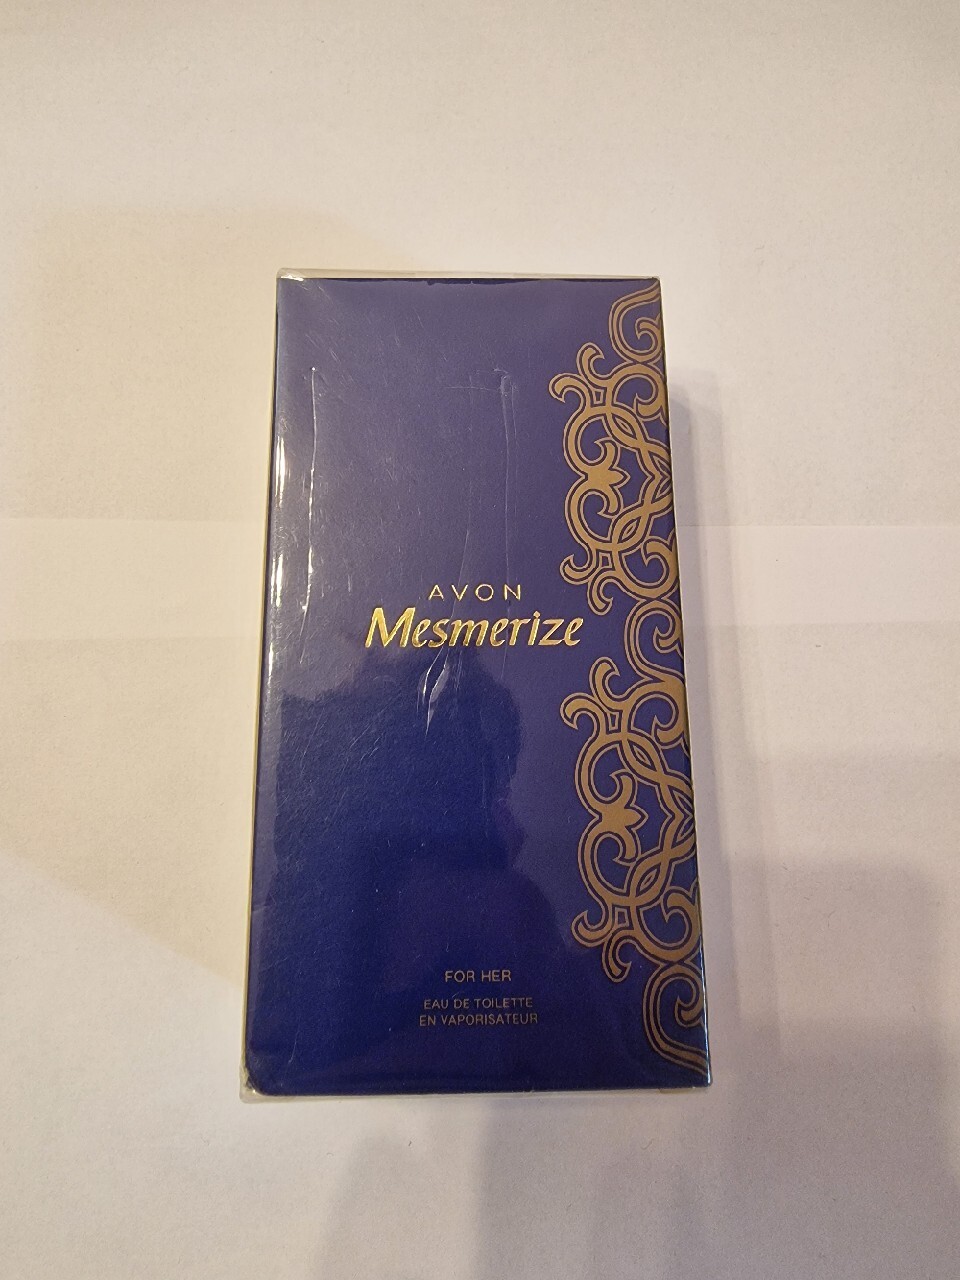 AVON
Mesmerize
FOR HER
EAU DE TOILETTE
EN VAPORISATEUR